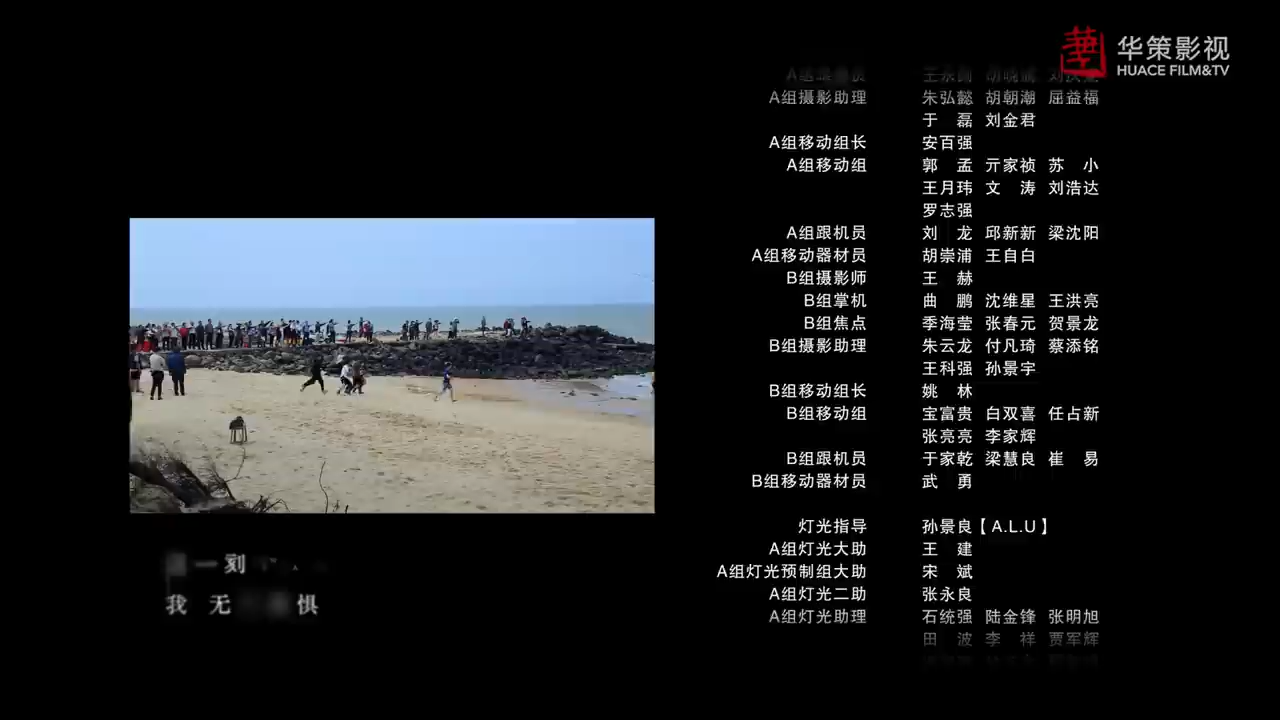 華 华策影视
HUACE FILM&TV
A组摄影助理 朱弘懿 胡朝潮 屈益福
于 磊 刘金君
A组移动组长 安百强
A组移动组 郭 孟 亓家祯 苏 小
王月玮 文 涛 刘浩达
罗志强
A组跟机员 刘 龙 邱新新 梁沈阳
A组移动器材员 胡崇浦 王自白
B组摄影师 王 赫
B组掌机 曲 鹏 沈维星 王洪亮
B组焦点 季海莹 张春元 贺景龙
B组摄影助理 朱云龙 付凡琦 蔡添铭
王科强 孙景宇
B组移动组长 姚 林
B组移动组 宝富贵 白双喜 任占新
张亮亮 李家辉
B组跟机员 于家乾 梁慧良 崔 易
B组移动器材员 武 勇
灯光指导 孙景良【A.L.U】
A组灯光大助 王 建
A组灯光预制组大助 宋 斌
A组灯光二助 张永良
A组灯光助理 石统强 陆金锋 张明旭
田 波 李 祥 贾军辉
一刻
我 无 惧